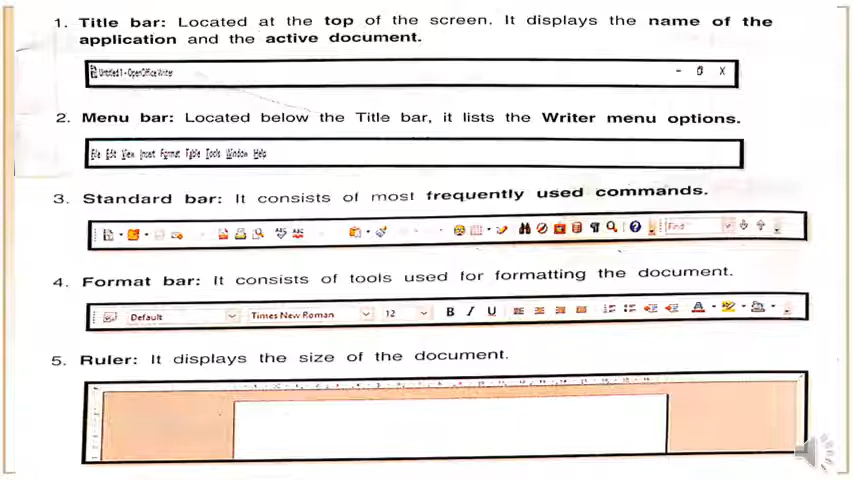 1. Title bar: Located at the top of the screen. It displays the name of the
application and the active document.
Untitled 1 - OpenOffice Writer
2. Menu bar: Located below the Title bar, it lists the Writer menu options.
File Edit View Insert Format Table Tools Window Help
3. Standard bar: It consists of most frequently used commands.
Find
4. Format bar: It consists of tools used for formatting the document.
Default Times New Roman 12 B I U
5. Ruler: It displays the size of the document.